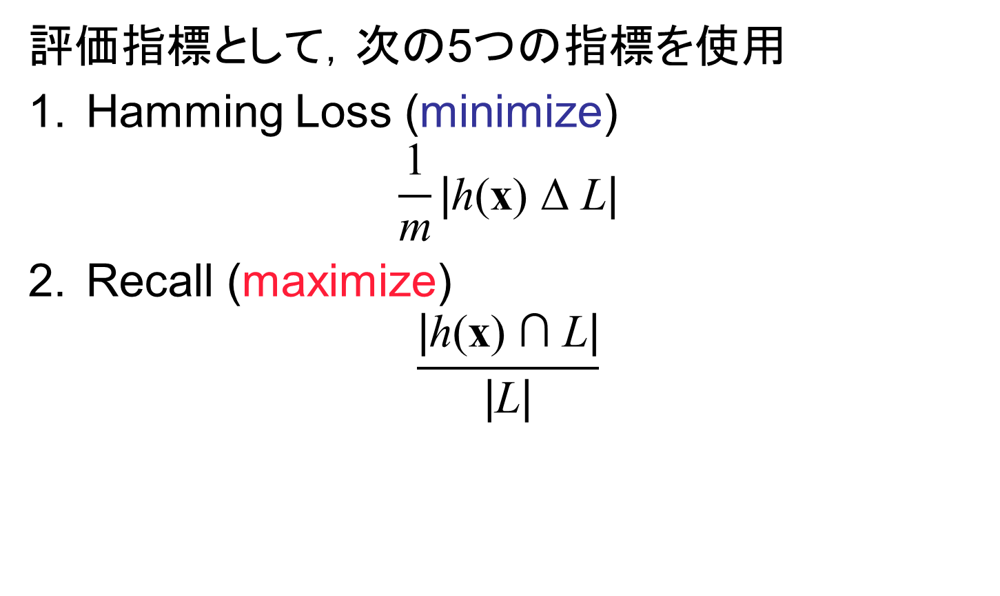 評価指標として，次の5つの指標を使用
1. Hamming Loss (minimize)
1
m
|h(x) Δ L|
2. Recall (maximize)
|h(x) ∩ L|
|L|